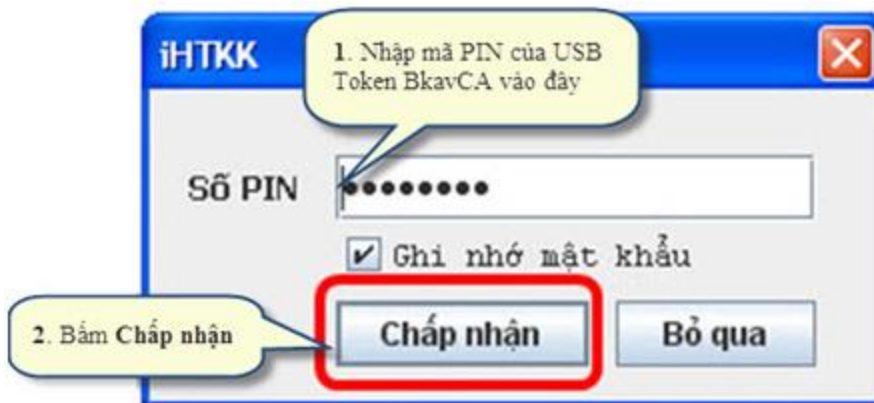 iHTKK
1. Nhập mã PIN của USB
Token BkavCA vào đây
Số PIN
Ghi nhớ mật khẩu
2. Bấm Chấp nhận
Chấp nhận
Bỏ qua